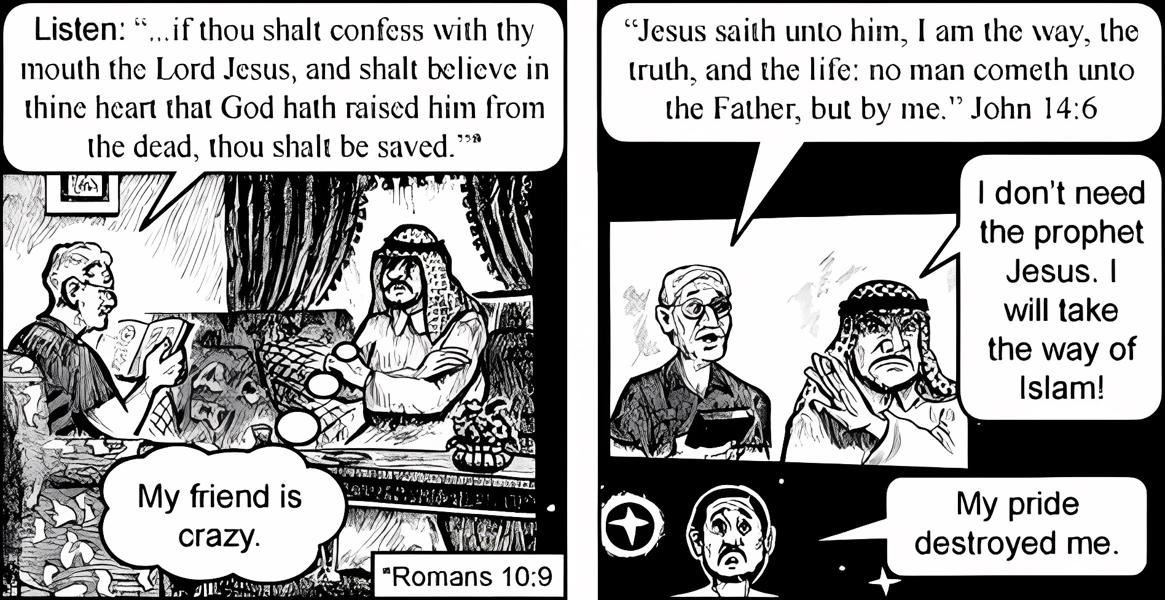 Listen: “...if thou shalt confess with thy
mouth the Lord Jesus, and shalt believe in
thine heart that God hath raised him from
the dead, thou shalt be saved.”*
My friend is
crazy.
*Romans 10:9
“Jesus saith unto him, I am the way, the
truth, and the life: no man cometh unto
the Father, but by me.” John 14:6
I don’t need
the prophet
Jesus. I
will take
the way of
Islam!
My pride
destroyed me.